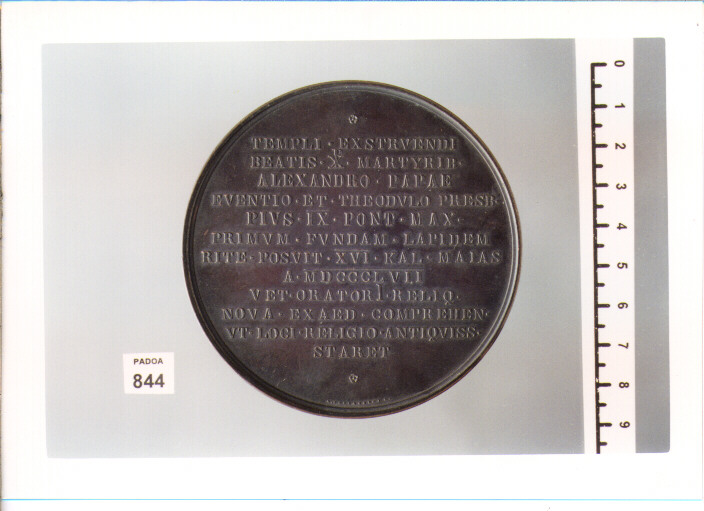 TEMPLI · EXSTRVENDI
BEATIS · ☧ · MARTYRIB ·
ALEXANDRO · PAPAE
EVENTIO · ET · THEODVLO PRESB ·
PIVS · IX · PONT · MAX ·
PRIMVM · FVNDAM · LAPIDEM
RITE · POSVIT · XVI · KAL · MAIAS
A · MDCCCLVII
VET · ORATORI · RELIQ ·
NOVA · EXAED · COMPREHEN ·
VT · LOCI · RELIGIO · ANTIQVISS ·
STARET
PADOA
844
0
1
2
3
4
5
6
7
8
9